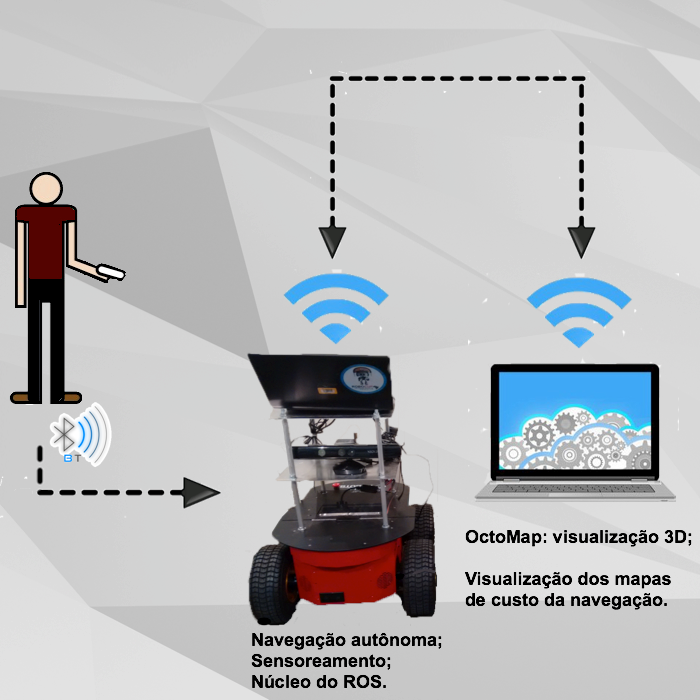 BT
OctoMap: visualização 3D;
Visualização dos mapas
de custo da navegação.
Navegação autônoma;
Sensoreamento;
Núcleo do ROS.